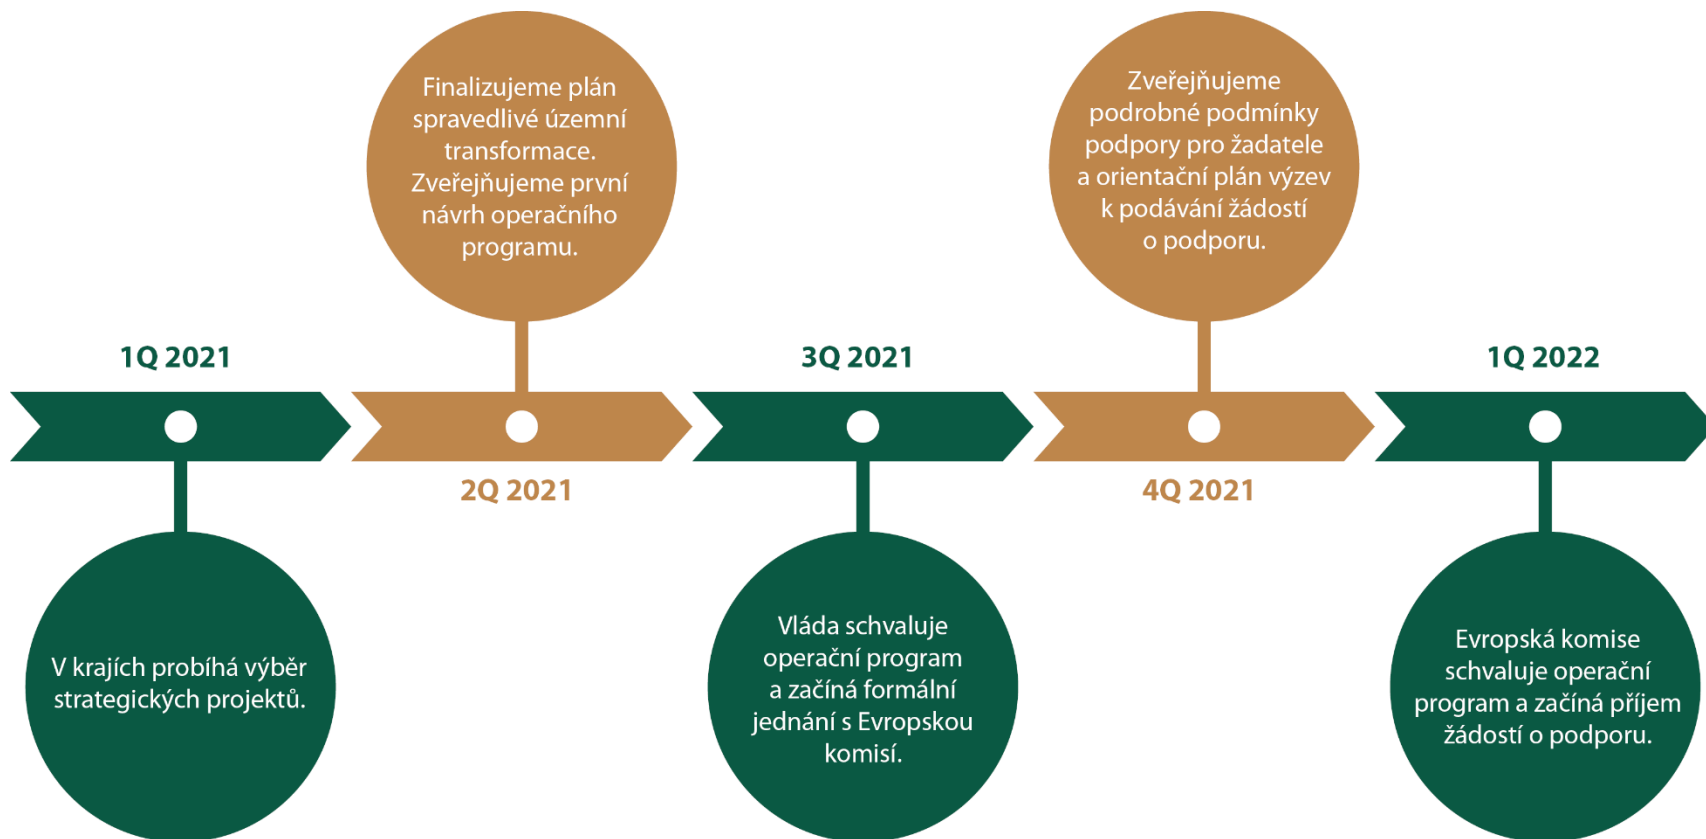 1Q 2021
V krajích probíhá výběr
strategických projektů.
Finalizujeme plán
spravedlivé územní
transformace.
Zveřejňujeme první
návrh operačního
programu.
2Q 2021
3Q 2021
Vláda schvaluje
operační program
a začíná formální
jednání s Evropskou
komisí.
Zveřejňujeme
podrobné podmínky
podpory pro žadatele
a orientační plán výzev
k podávání žádostí
o podporu.
4Q 2021
1Q 2022
Evropská komise
schvaluje operační
program a začíná příjem
žádostí o podporu.